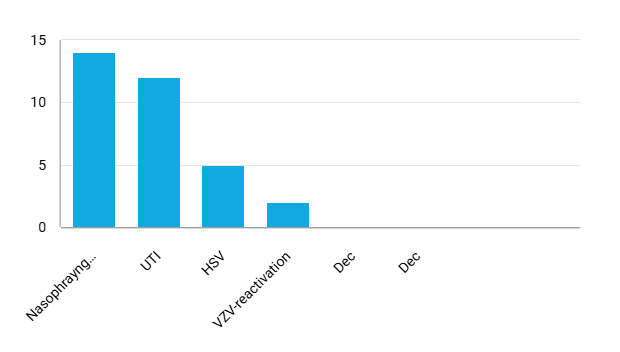 15
10
5
0
Nasophrayng...
UTI
HSV
VZV-reactivation
Dec
Dec